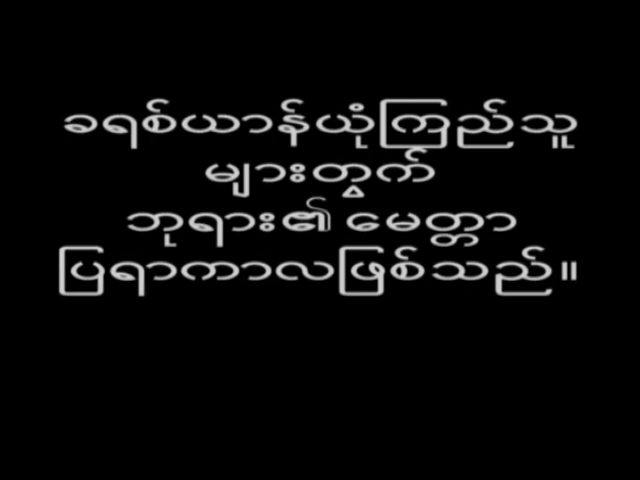 ခရစ်ယာန်ယုံကြည်သူ
များတွက်
ဘုရား၏ မေတ္တာ
ပြရာကာလဖြစ်သည်။